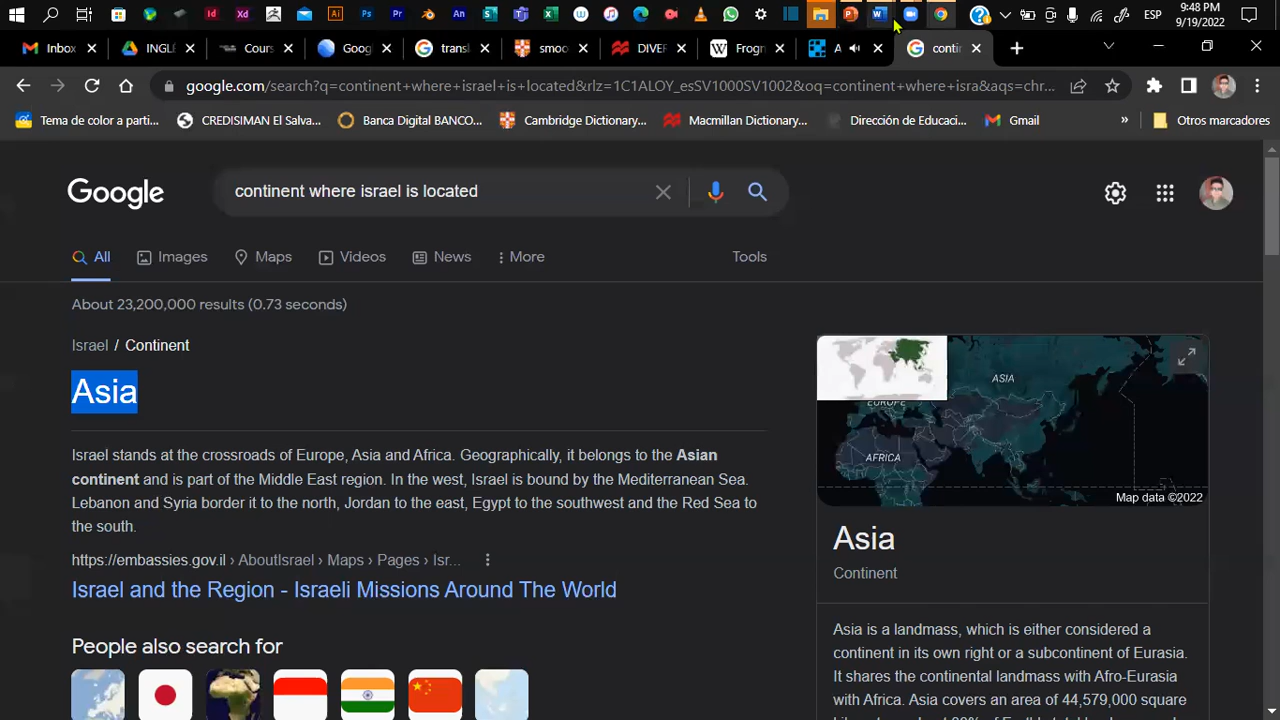 9:48 PM
ESP
9/19/2022
Inbox
INGLÉ
Cours
Goog
transl
smoo
DIVER
Frogn
A
contin
google.com/search?q=continent+where+israel+is+located&rlz=1C1ALOY_esSV1000SV1002&oq=continent+where+isra&aqs=chr...
Tema de color a parti...
CREDISIMAN El Salva...
Banca Digital BANCO...
Cambridge Dictionary...
Macmillan Dictionary...
Dirección de Educaci...
Gmail
»
Otros marcadores
Google
continent where israel is located
All
Images
Maps
Videos
News
More
Tools
About 23,200,000 results (0.73 seconds)
Israel / Continent
Asia
Israel stands at the crossroads of Europe, Asia and Africa. Geographically, it belongs to the Asian
continent and is part of the Middle East region. In the west, Israel is bound by the Mediterranean Sea.
Lebanon and Syria border it to the north, Jordan to the east, Egypt to the southwest and the Red Sea to
the south.
https://embassies.gov.il › AboutIsrael › Maps › Pages › Isr...
Israel and the Region - Israeli Missions Around The World
People also search for
ASIA
EUROPE
AFRICA
Map data ©2022
Asia
Continent
Asia is a landmass, which is either considered a
continent in its own right or a subcontinent of Eurasia.
It shares the continental landmass with Afro-Eurasia
with Africa. Asia covers an area of 44,579,000 square